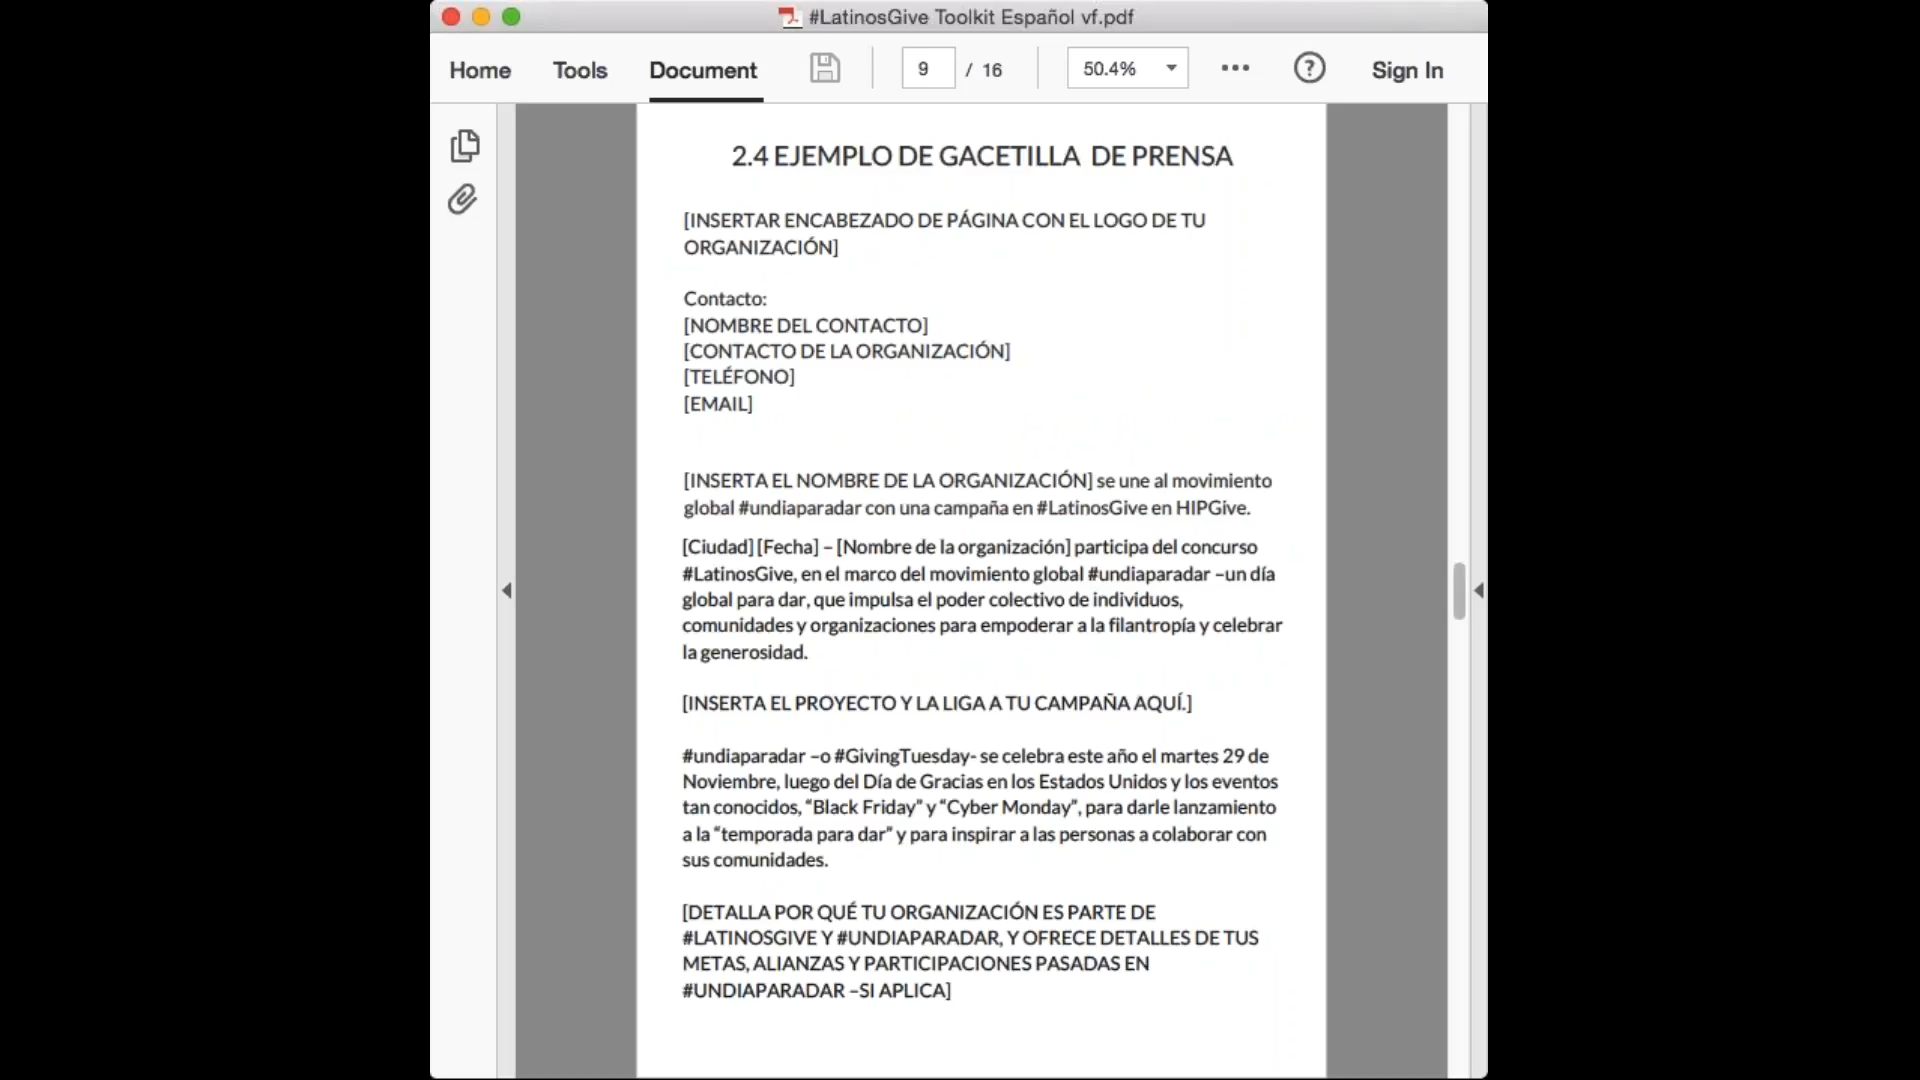 #LatinosGive Toolkit Español vf.pdf
Home Tools Document 9 / 16 50.4% ••• ? Sign In
2.4 EJEMPLO DE GACETILLA DE PRENSA
[INSERTAR ENCABEZADO DE PÁGINA CON EL LOGO DE TU
ORGANIZACIÓN]
Contacto:
[NOMBRE DEL CONTACTO]
[CONTACTO DE LA ORGANIZACIÓN]
[TELÉFONO]
[EMAIL]
[INSERTA EL NOMBRE DE LA ORGANIZACIÓN] se une al movimiento
global #undiaparadar con una campaña en #LatinosGive en HIPGive.
[Ciudad] [Fecha] – [Nombre de la organización] participa del concurso
#LatinosGive, en el marco del movimiento global #undiaparadar –un día
global para dar, que impulsa el poder colectivo de individuos,
comunidades y organizaciones para empoderar a la filantropía y celebrar
la generosidad.
[INSERTA EL PROYECTO Y LA LIGA A TU CAMPAÑA AQUÍ.]
#undiaparadar –o #GivingTuesday- se celebra este año el martes 29 de
Noviembre, luego del Día de Gracias en los Estados Unidos y los eventos
tan conocidos, “Black Friday” y “Cyber Monday”, para darle lanzamiento
a la “temporada para dar” y para inspirar a las personas a colaborar con
sus comunidades.
[DETALLA POR QUÉ TU ORGANIZACIÓN ES PARTE DE
#LATINOSGIVE Y #UNDIAPARADAR, Y OFRECE DETALLES DE TUS
METAS, ALIANZAS Y PARTICIPACIONES PASADAS EN
#UNDIAPARADAR –SI APLICA]